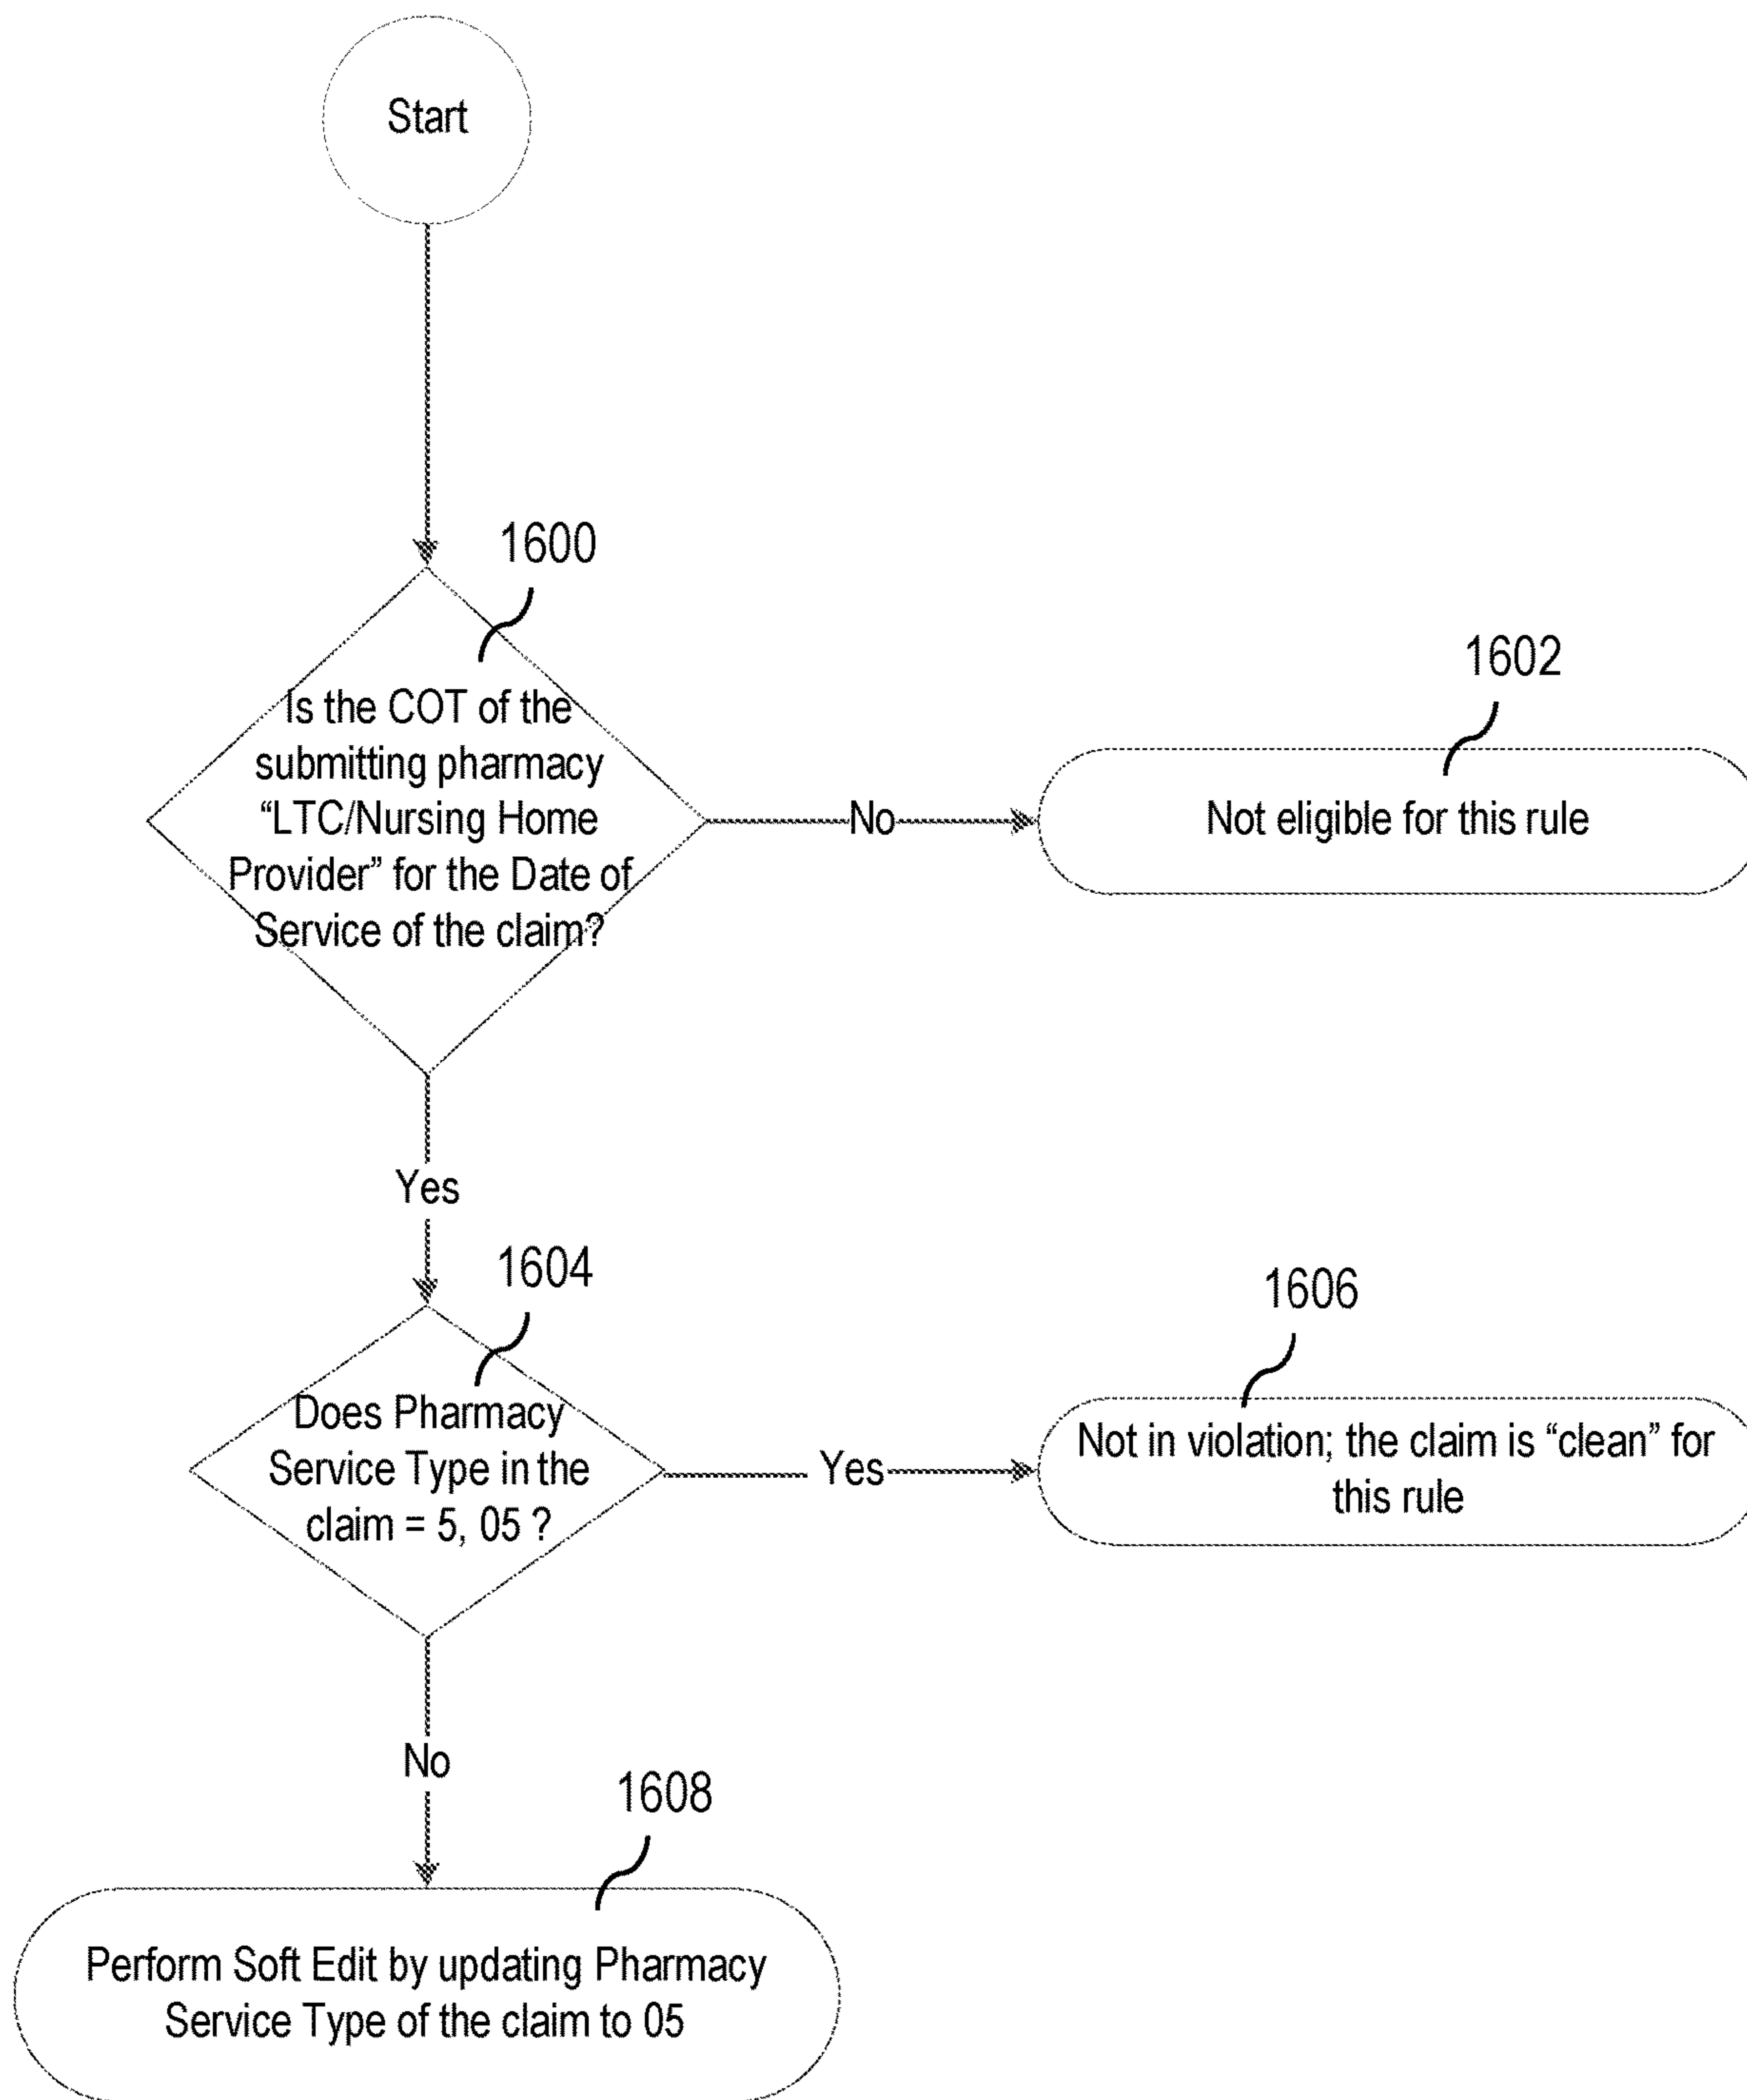 Start
1600
Is the COT of the
submitting pharmacy
“LTC/Nursing Home
Provider” for the Date of
Service of the claim?
No
1602
Not eligible for this rule
Yes
1604
Does Pharmacy
Service Type in the
claim = 5, 05 ?
Yes
1606
Not in violation; the claim is “clean” for
this rule
No
1608
Perform Soft Edit by updating Pharmacy
Service Type of the claim to 05